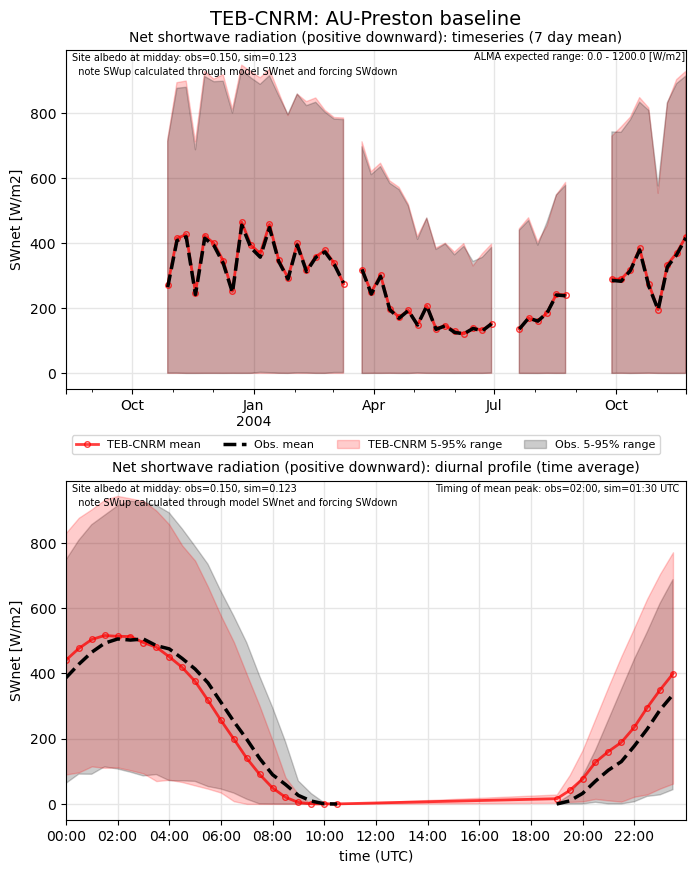 TEB-CNRM: AU-Preston baseline
Net shortwave radiation (positive downward): timeseries (7 day mean)
Site albedo at midday: obs=0.150, sim=0.123
ALMA expected range: 0.0 - 1200.0 [W/m2]
note SWup calculated through model SWnet and forcing SWdown
800
600
400
200
0
SWnet [W/m2]
Oct Jan Apr Jul Oct
2004
TEB-CNRM mean Obs. mean TEB-CNRM 5-95% range Obs. 5-95% range
Net shortwave radiation (positive downward): diurnal profile (time average)
Site albedo at midday: obs=0.150, sim=0.123
Timing of mean peak: obs=02:00, sim=01:30 UTC
note SWup calculated through model SWnet and forcing SWdown
800
600
400
200
0
SWnet [W/m2]
00:00 02:00 04:00 06:00 08:00 10:00 12:00 14:00 16:00 18:00 20:00 22:00
time (UTC)